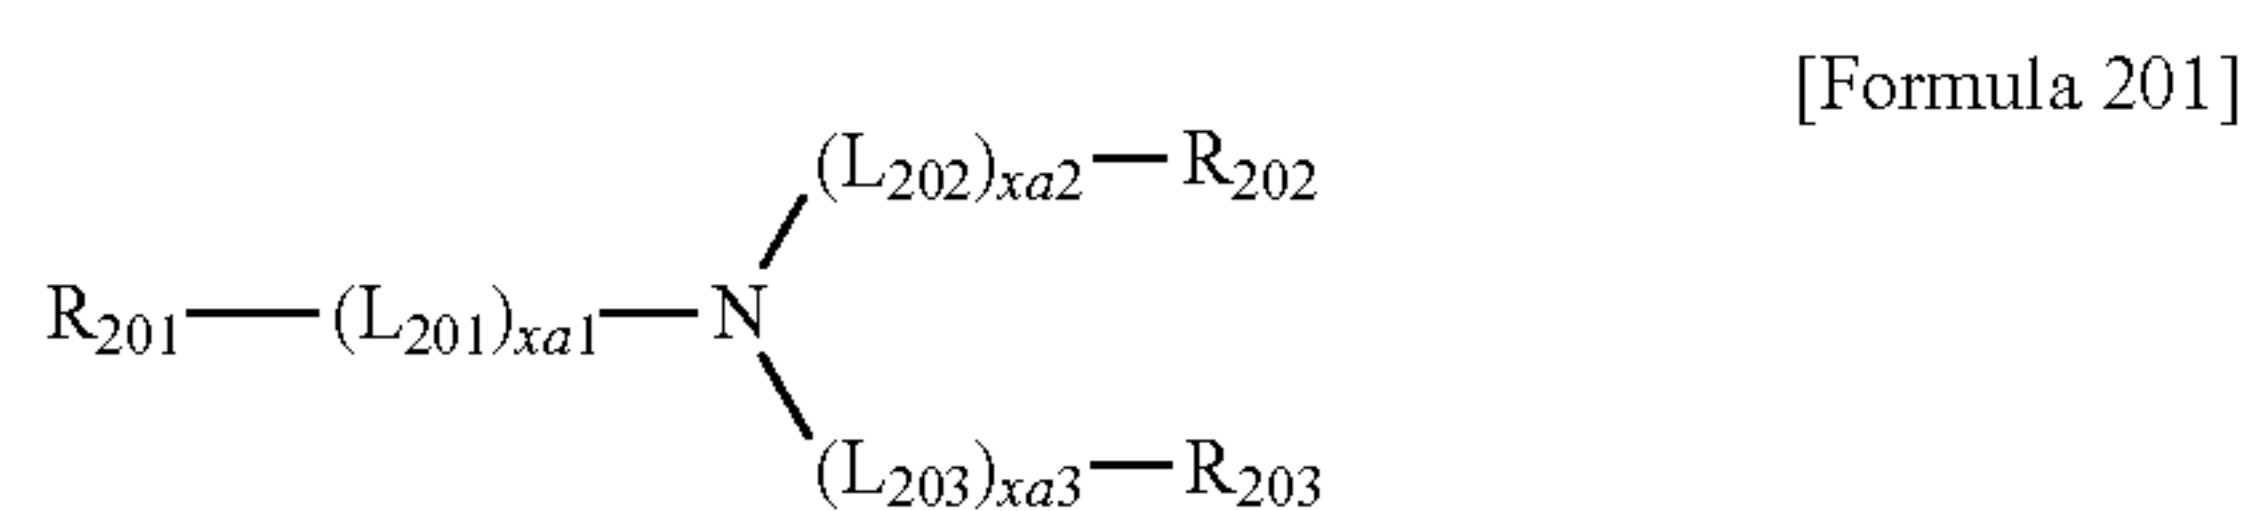 [Formula 201]
(L202)xa2—R202
R201—(L201)xa1—N
(L203)xa3—R203